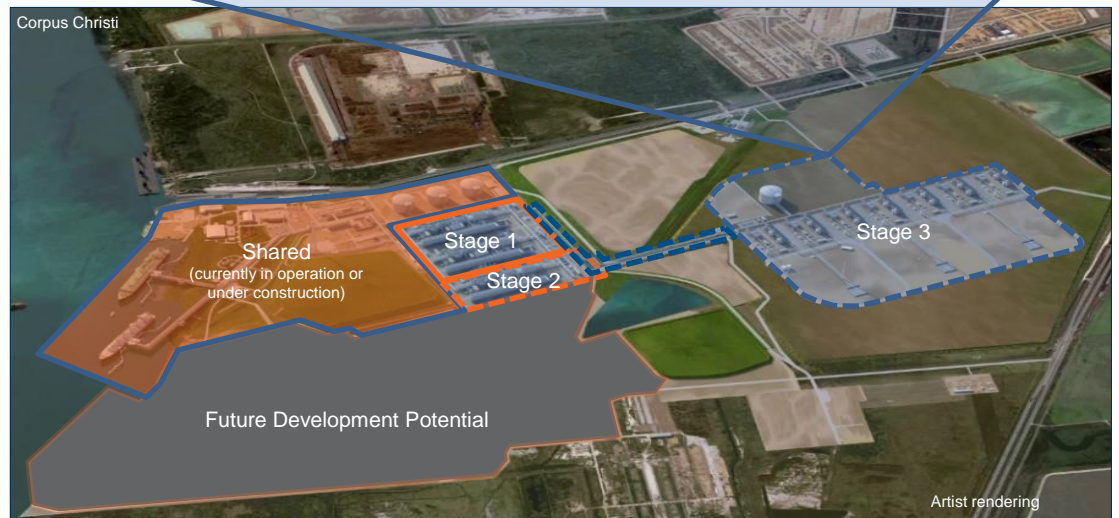 Corpus Christi
Stage 1
Shared
(currently in operation or
under construction)
Stage 2
Stage 3
Future Development Potential
Artist rendering